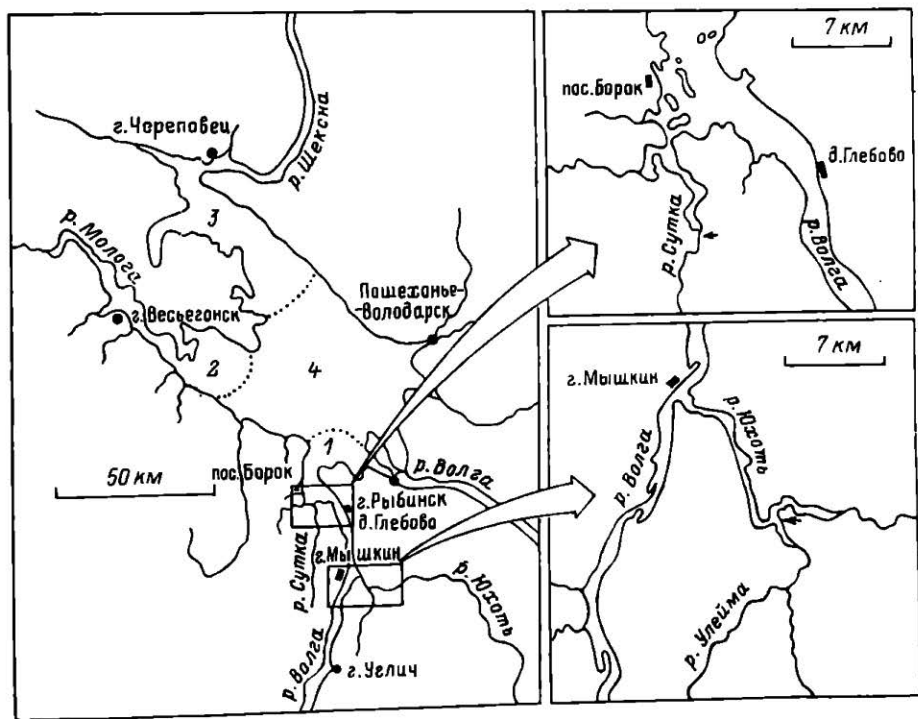 г. Череповец
р. Шексна
3
р. Молога
г. Весьегонск
2
4
Пошехонье-
Володарск
1
50 км
пос. Борок
р. Волга
г. Рыбинск
д. Глебово
р. Сутка
г. Мышкин
р. Юхоть
р. Волга
г. Углич
7 км
пос. Борок
д. Глебово
р. Сутка
р. Волга
7 км
г. Мышкин
р. Волга
р. Юхоть
р. Улейма